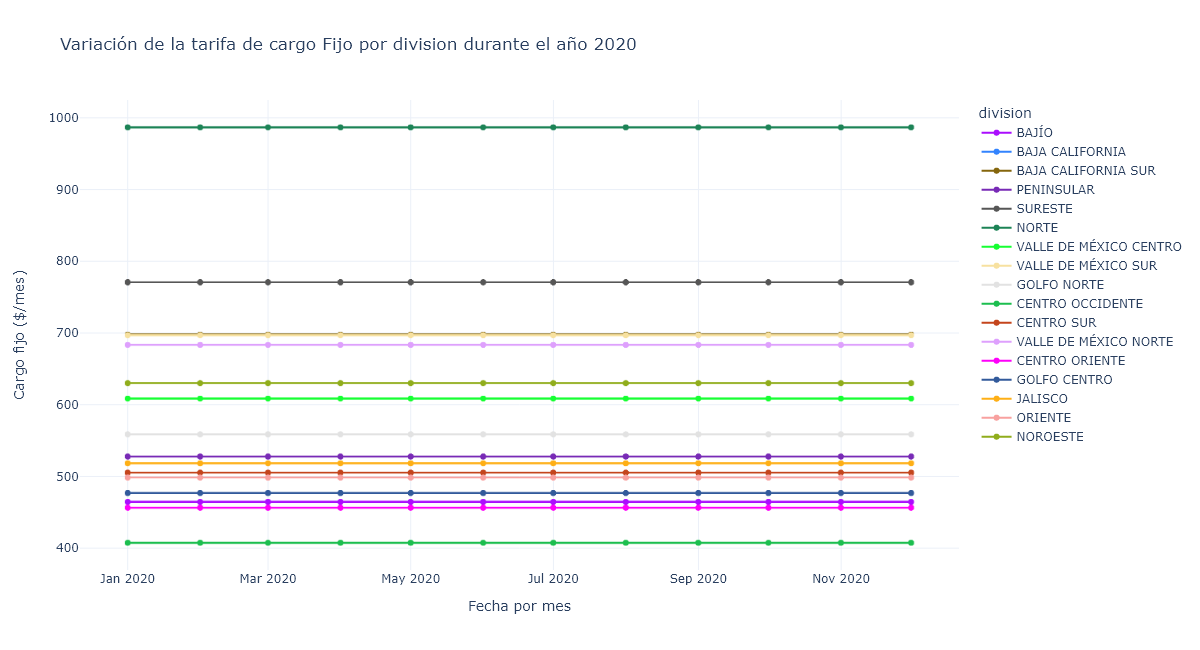 Variación de la tarifa de cargo Fijo por division durante el año 2020
Cargo fijo ($/mes)
1000
900
800
700
600
500
400
Jan 2020
Mar 2020
May 2020
Jul 2020
Sep 2020
Nov 2020
Fecha por mes
division
BAJÍO
BAJA CALIFORNIA
BAJA CALIFORNIA SUR
PENINSULAR
SURESTE
NORTE
VALLE DE MÉXICO CENTRO
VALLE DE MÉXICO SUR
GOLFO NORTE
CENTRO OCCIDENTE
CENTRO SUR
VALLE DE MÉXICO NORTE
CENTRO ORIENTE
GOLFO CENTRO
JALISCO
ORIENTE
NOROESTE